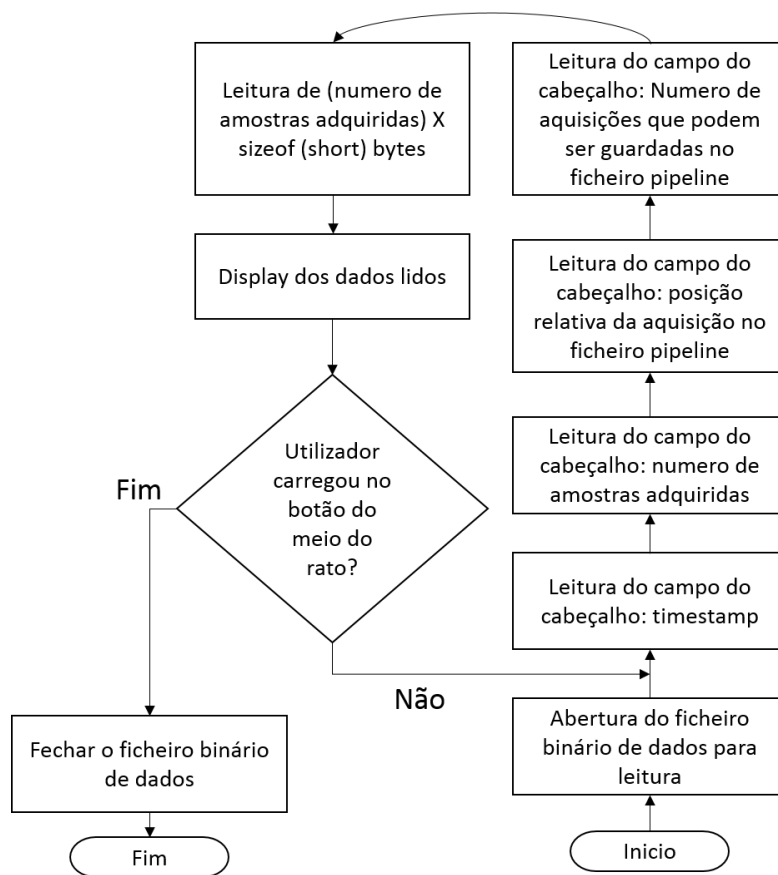 Leitura de (numero de
amostras adquiridas) X
sizeof (short) bytes
Display dos dados lidos
Utilizador
carregou no
botão do
meio do
rato?
Fim
Não
Fechar o ficheiro binário
de dados
Fim
Leitura do campo do
cabeçalho: Numero de
aquisições que podem
ser guardadas no
ficheiro pipeline
Leitura do campo do
cabeçalho: posição
relativa da aquisição no
ficheiro pipeline
Leitura do campo do
cabeçalho: numero de
amostras adquiridas
Leitura do campo do
cabeçalho: timestamp
Abertura do ficheiro
binário de dados para
leitura
Inicio